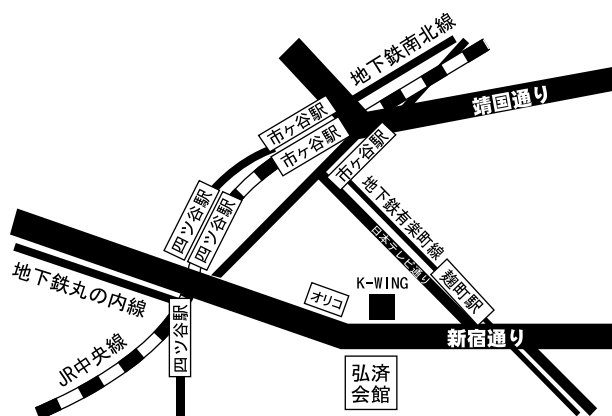 地下鉄南北線
靖国通り
市ヶ谷駅
市ヶ谷駅
市ヶ谷駅
四ツ谷駅
四ツ谷駅
地下鉄有楽町線
日本テレビ通り
地下鉄丸の内線
K-WING
オリコ
麹町駅
四ツ谷駅
新宿通り
JR中央線
弘済
会館